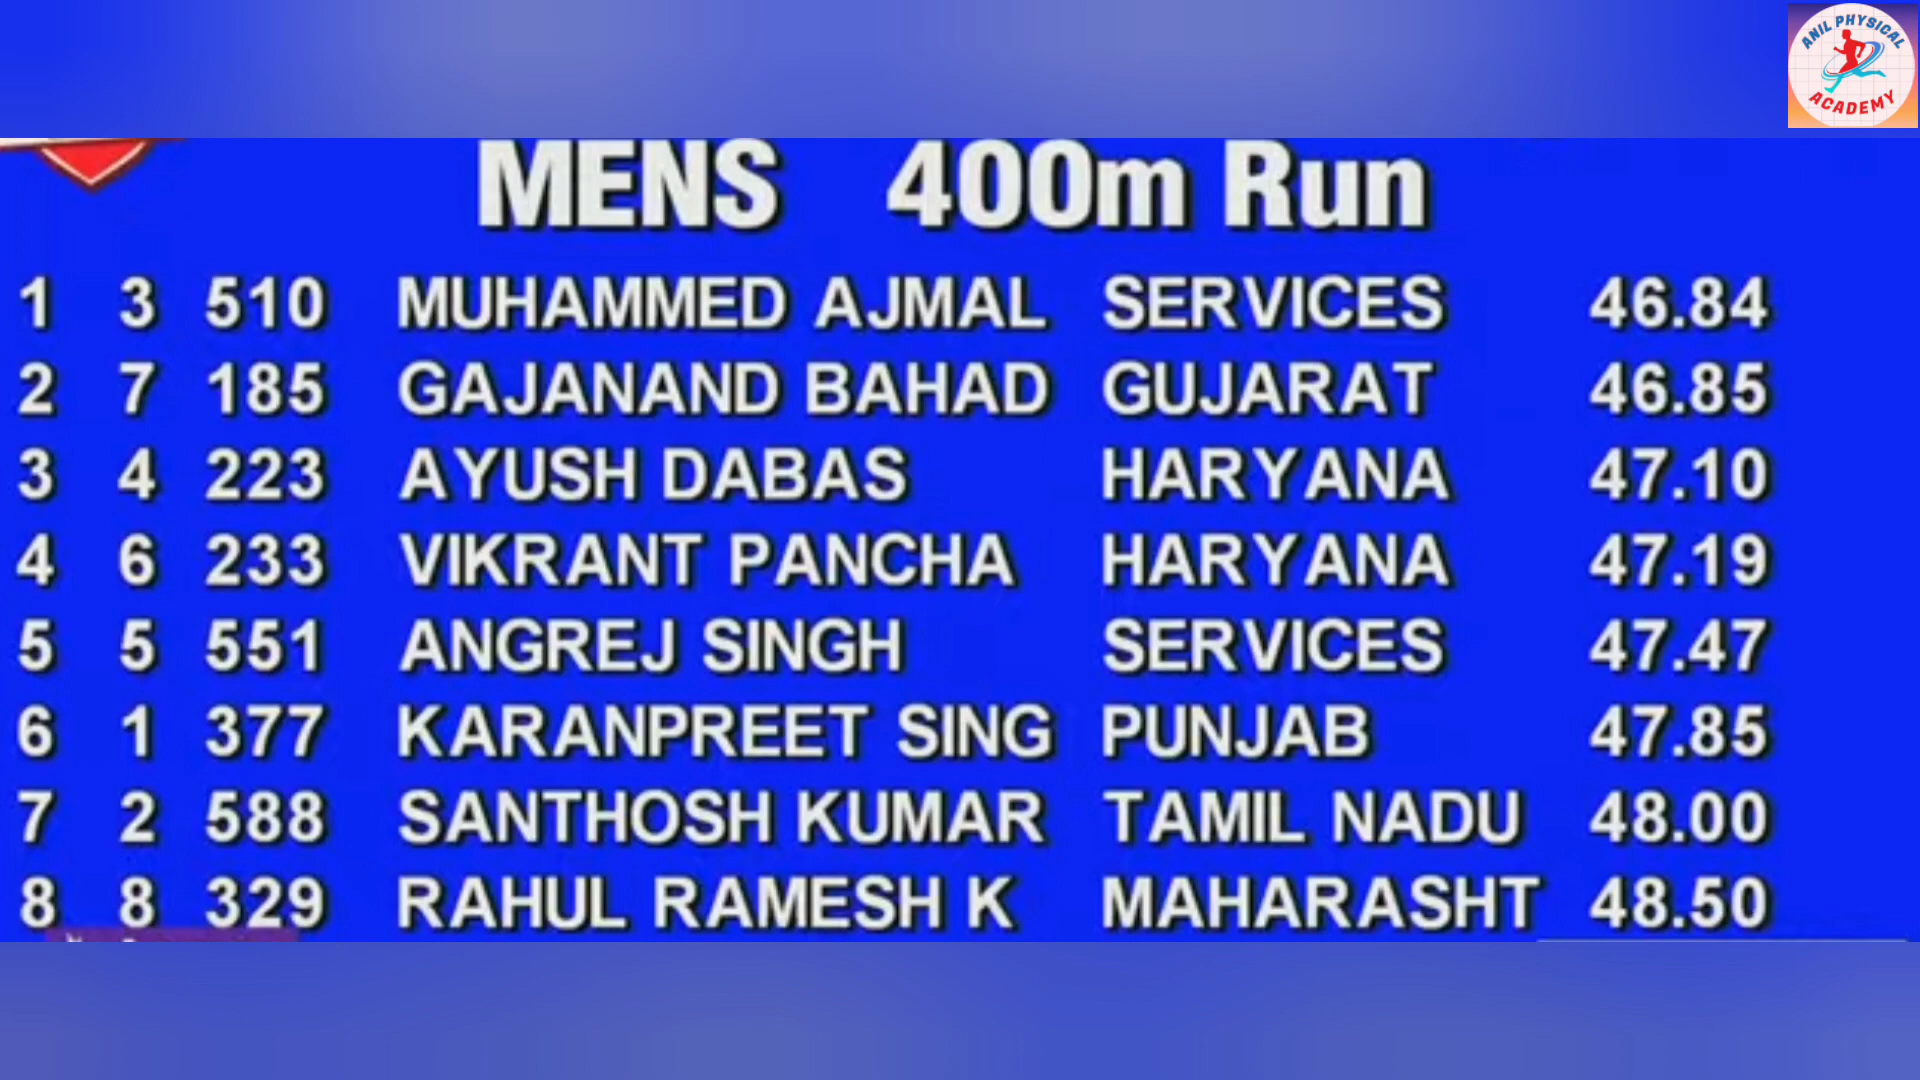 ANIL PHYSICAL
ACADEMY
MENS 400m Run
1 3 510 MUHAMMED AJMAL SERVICES 46.84
2 7 185 GAJANAND BAHAD GUJARAT 46.85
3 4 223 AYUSH DABAS HARYANA 47.10
4 6 233 VIKRANT PANCHA HARYANA 47.19
5 5 551 ANGREJ SINGH SERVICES 47.47
6 1 377 KARANPREET SING PUNJAB 47.85
7 2 588 SANTHOSH KUMAR TAMIL NADU 48.00
8 8 329 RAHUL RAMESH K MAHARASHT 48.50